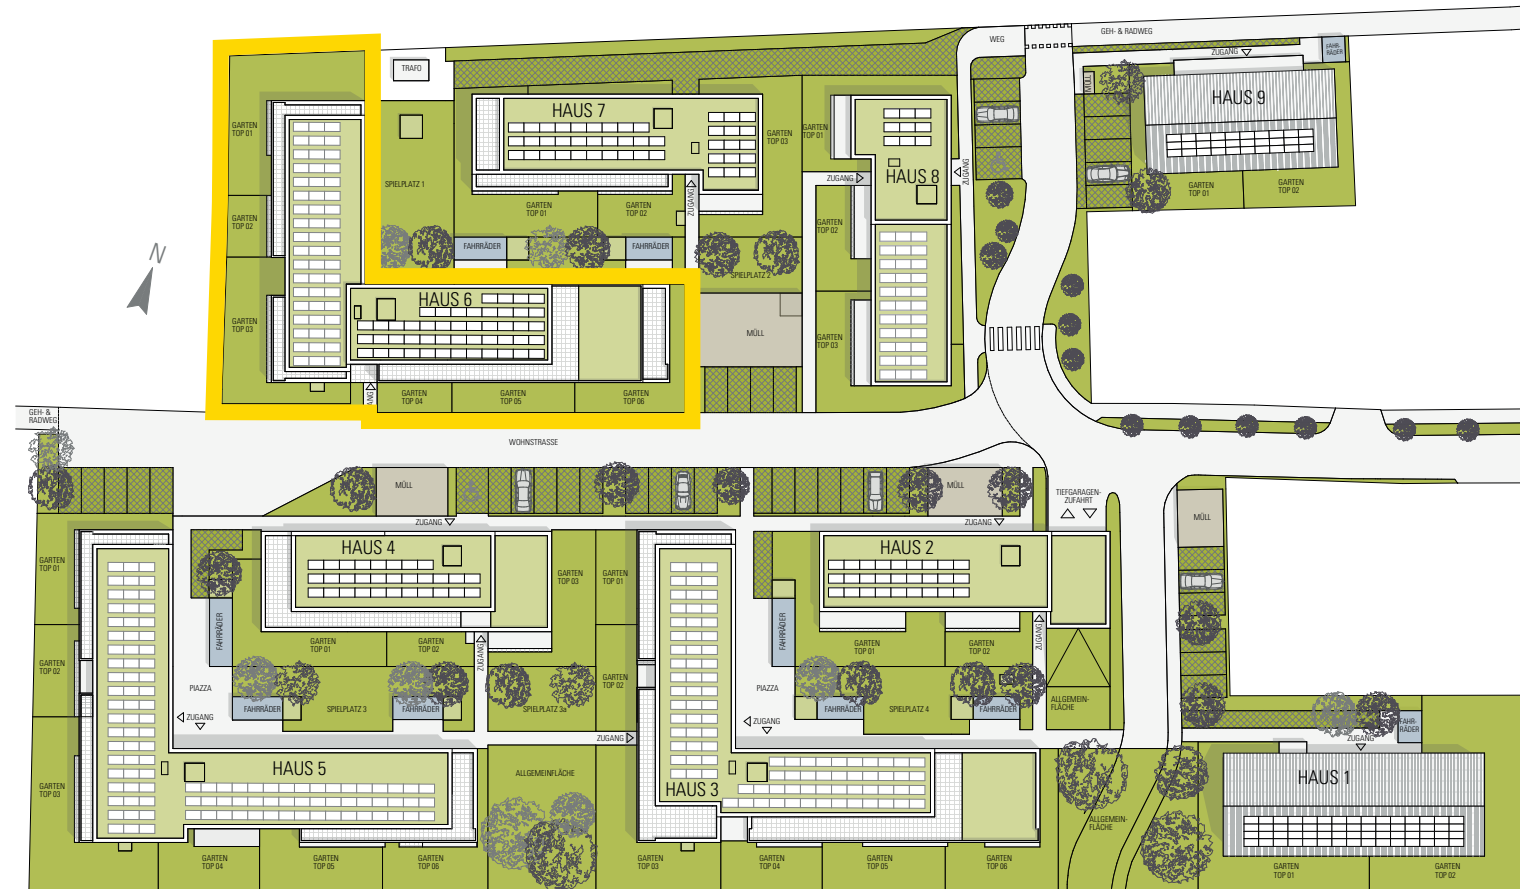 WEG
GEH- & RADWEG
ZUGANG
FAHR-
RÄDER
MÜLL
HAUS 9
GARTEN
TOP 01
GARTEN
TOP 02
TRAFO
HAUS 7
GARTEN
TOP 03
GARTEN
TOP 01
HAUS 8
ZUGANG
ZUGANG
GARTEN
TOP 01
GARTEN
TOP 02
GARTEN
TOP 03
SPIELPLATZ 1
GARTEN
TOP 01
GARTEN
TOP 02
ZUGANG
GARTEN
TOP 02
FAHRRÄDER
FAHRRÄDER
SPIELPLATZ 2
N
HAUS 6
MÜLL
GARTEN
TOP 03
GARTEN
TOP 04
GARTEN
TOP 05
GARTEN
TOP 06
GEH- &
RADWEG
WOHNSTRASSE
MÜLL
MÜLL
TIEFGARAGEN-
ZUFAHRT
MÜLL
ZUGANG
ZUGANG
GARTEN
TOP 01
HAUS 4
GARTEN
TOP 03
GARTEN
TOP 01
HAUS 2
FAHRRÄDER
GARTEN
TOP 01
GARTEN
TOP 02
ZUGANG
FAHRRÄDER
GARTEN
TOP 01
GARTEN
TOP 02
ZUGANG
GARTEN
TOP 02
PIAZZA
GARTEN
TOP 02
PIAZZA
FAHRRÄDER
SPIELPLATZ 3
FAHRRÄDER
SPIELPLATZ 3a
FAHRRÄDER
SPIELPLATZ 4
FAHRRÄDER
ALLGEMEIN-
FLÄCHE
ZUGANG
ZUGANG
ZUGANG
FAHR-
RÄDER
ZUGANG
HAUS 5
ALLGEMEINFLÄCHE
HAUS 3
HAUS 1
GARTEN
TOP 03
ALLGEMEIN-
FLÄCHE
GARTEN
TOP 04
GARTEN
TOP 05
GARTEN
TOP 06
GARTEN
TOP 03
GARTEN
TOP 04
GARTEN
TOP 05
GARTEN
TOP 06
GARTEN
TOP 01
GARTEN
TOP 02